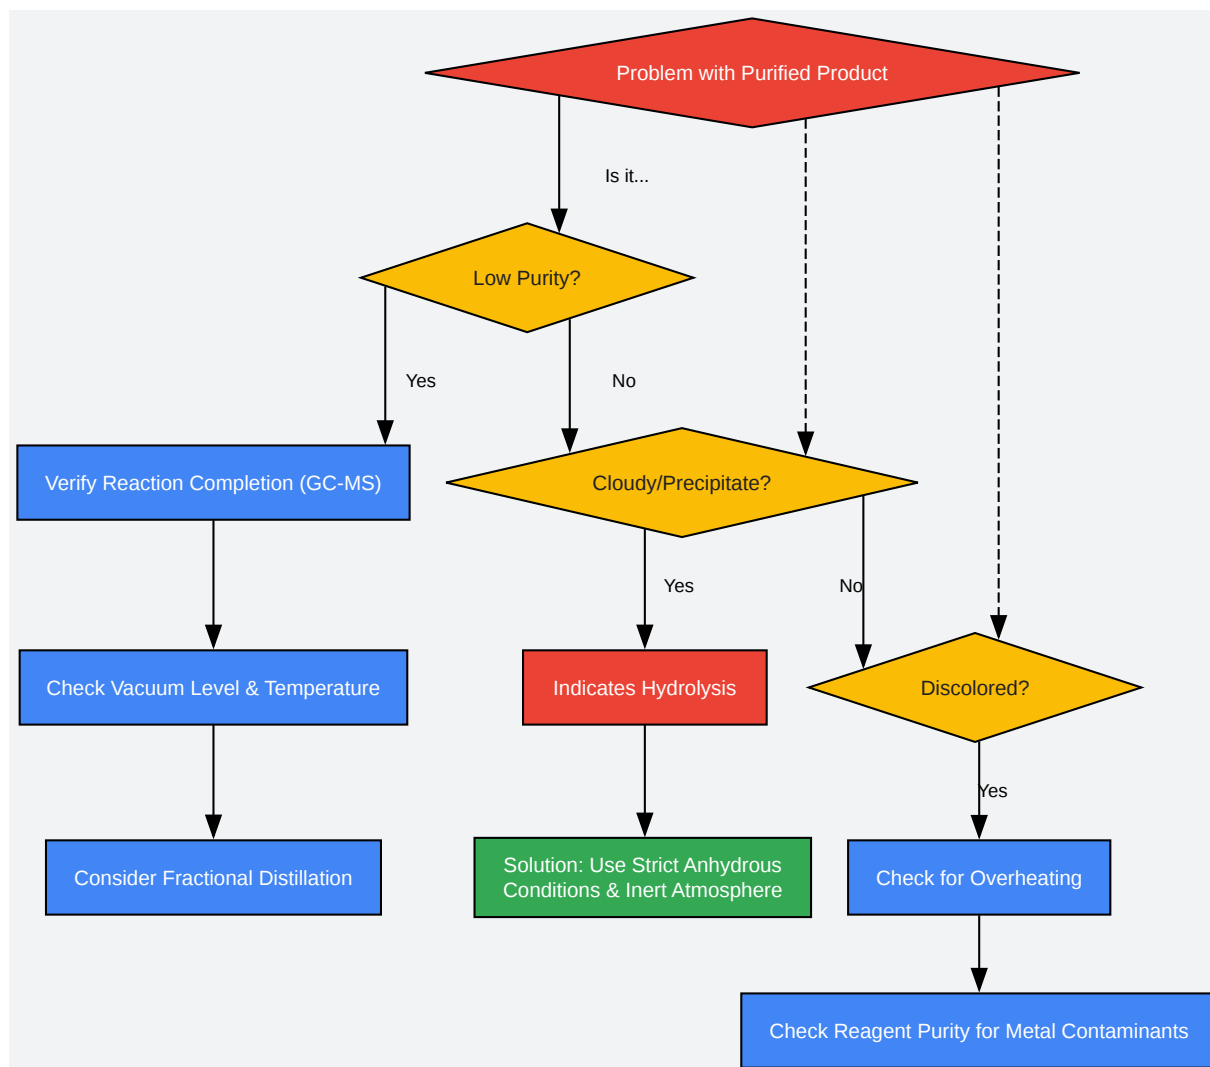 Problem with Purified Product
Is it...
Low Purity?
Yes
No
Verify Reaction Completion (GC-MS)
Cloudy/Precipitate?
Yes
No
Check Vacuum Level & Temperature
Indicates Hydrolysis
Discolored?
Yes
Consider Fractional Distillation
Solution: Use Strict Anhydrous
Conditions & Inert Atmosphere
Check for Overheating
Check Reagent Purity for Metal Contaminants